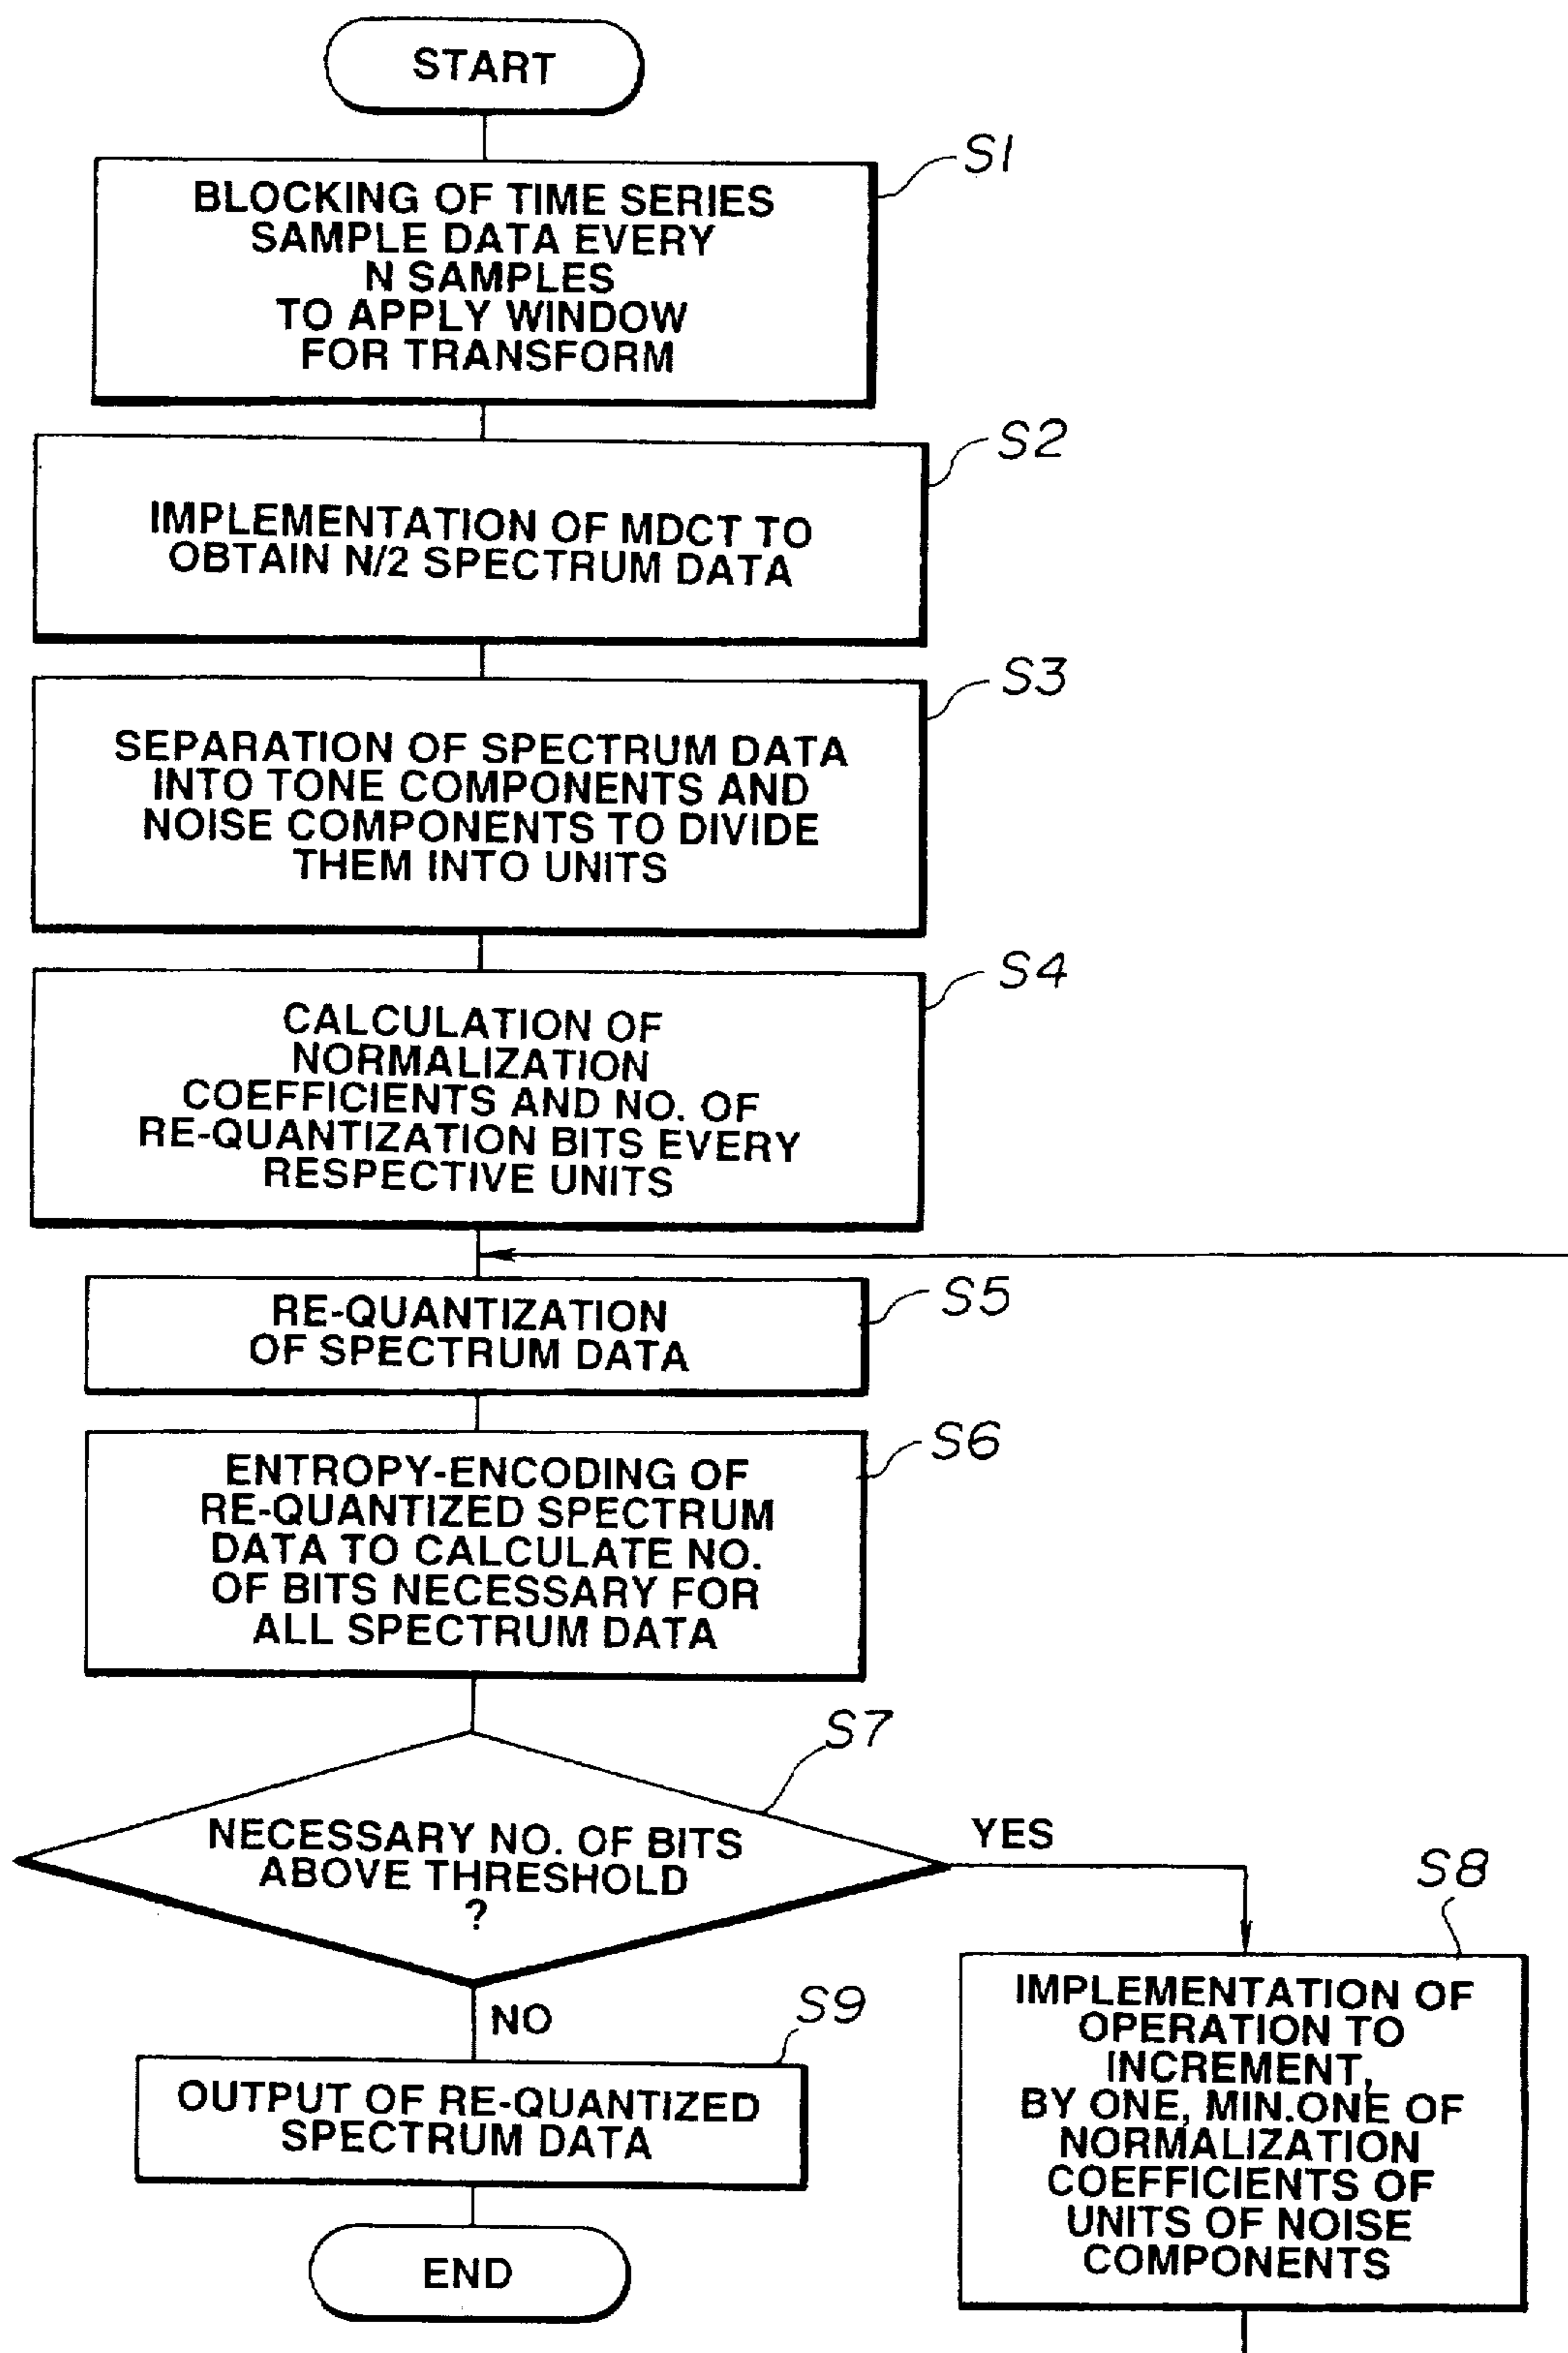 START
S1
BLOCKING OF TIME SERIES
SAMPLE DATA EVERY
N SAMPLES
TO APPLY WINDOW
FOR TRANSFORM
S2
IMPLEMENTATION OF MDCT TO
OBTAIN N/2 SPECTRUM DATA
S3
SEPARATION OF SPECTRUM DATA
INTO TONE COMPONENTS AND
NOISE COMPONENTS TO DIVIDE
THEM INTO UNITS
S4
CALCULATION OF
NORMALIZATION
COEFFICIENTS AND NO. OF
RE-QUANTIZATION BITS EVERY
RESPECTIVE UNITS
S5
RE-QUANTIZATION
OF SPECTRUM DATA
S6
ENTROPY-ENCODING OF
RE-QUANTIZED SPECTRUM
DATA TO CALCULATE NO.
OF BITS NECESSARY FOR
ALL SPECTRUM DATA
S7
NECESSARY NO. OF BITS
ABOVE THRESHOLD
?
YES
S8
IMPLEMENTATION OF
OPERATION TO
INCREMENT,
BY ONE, MIN.ONE OF
NORMALIZATION
COEFFICIENTS OF
UNITS OF NOISE
COMPONENTS
NO
S9
OUTPUT OF RE-QUANTIZED
SPECTRUM DATA
END